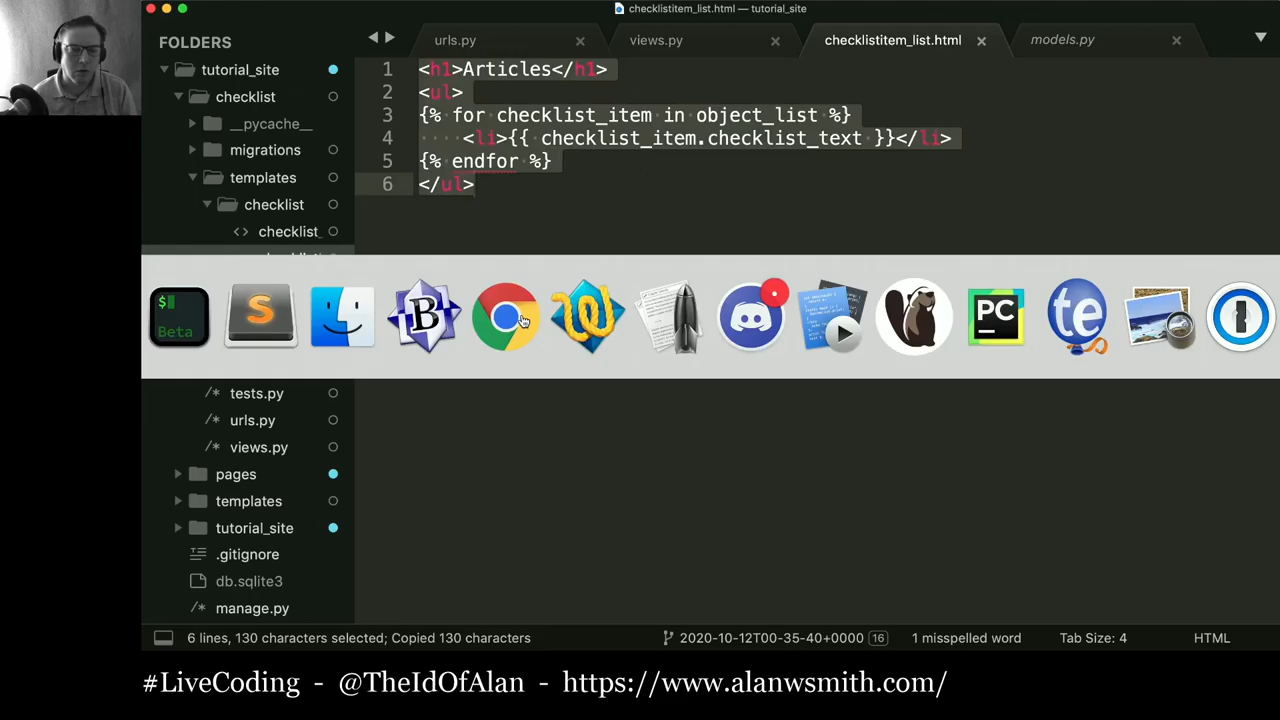 checklistitem_list.html — tutorial_site
FOLDERS
tutorial_site
checklist
__pycache__
migrations
templates
checklist
checklist_
tests.py
urls.py
views.py
pages
templates
tutorial_site
.gitignore
db.sqlite3
manage.py
urls.py
views.py
checklistitem_list.html
models.py
1 <h1>Articles</h1>
2 <ul>
3 {% for checklist_item in object_list %}
4 ····<li>{{ checklist_item.checklist_text }}</li>
5 {% endfor %}
6 </ul>
$
Beta
S
B
PC
te
6 lines, 130 characters selected; Copied 130 characters
2020-10-12T00-35-40+0000 16
1 misspelled word
Tab Size: 4
HTML
#LiveCoding - @TheIdOfAlan - https://www.alanwsmith.com/